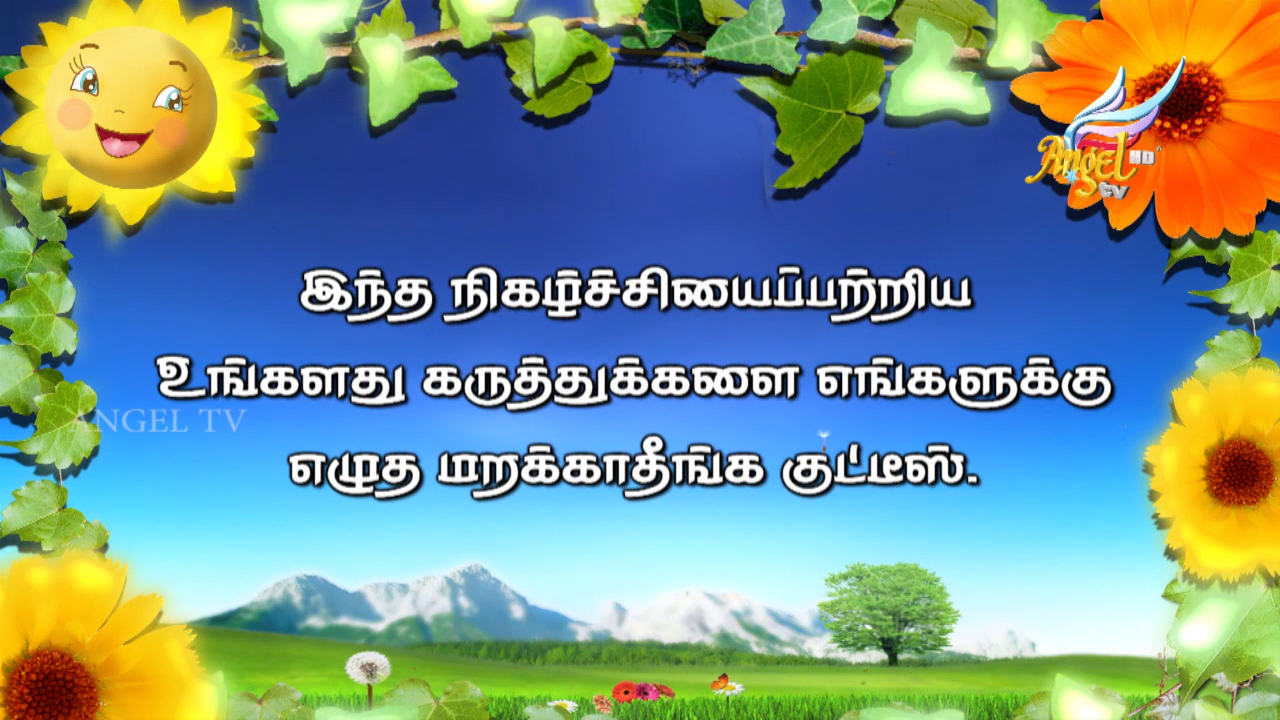 Angel HD
tv
இந்த நிகழ்ச்சியைப்பற்றிய
உங்களது கருத்துக்களை எங்களுக்கு
ANGEL TV
எழுத மறக்காதீங்க குட்டீஸ்.